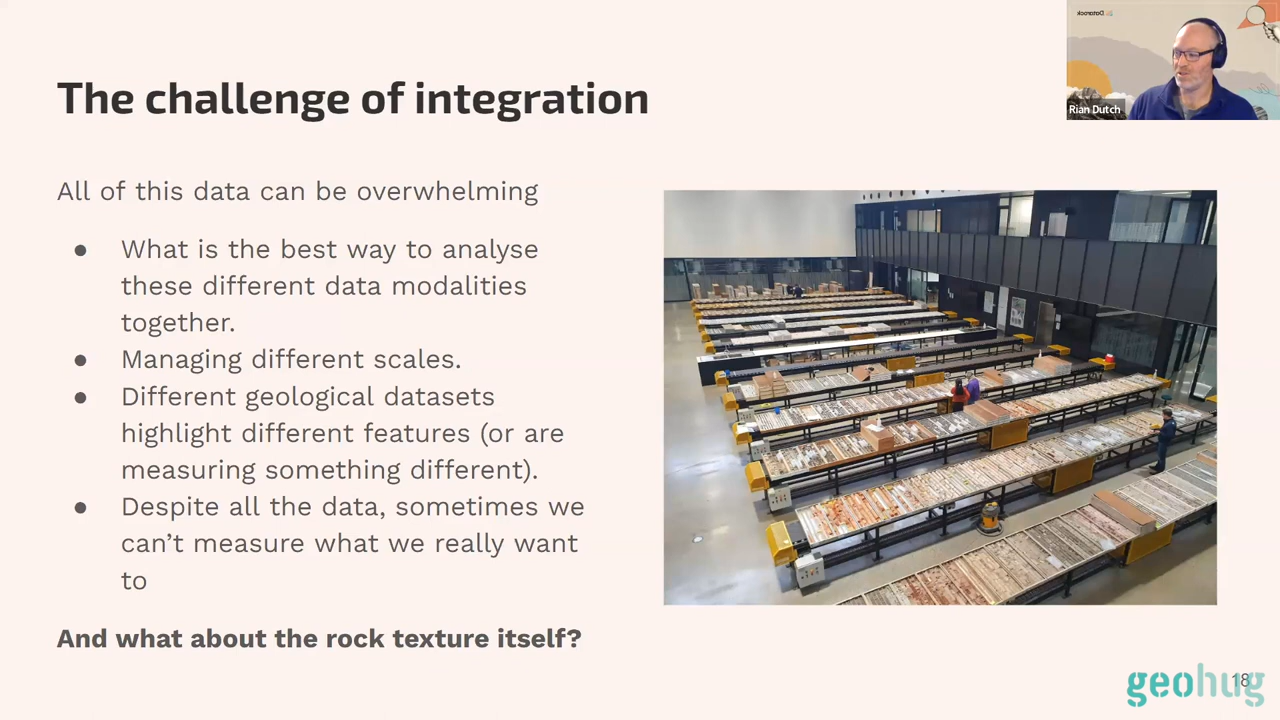 Datarock
Rian Dutch
The challenge of integration
All of this data can be overwhelming
● What is the best way to analyse
these different data modalities
together.
● Managing different scales.
● Different geological datasets
highlight different features (or are
measuring something different).
● Despite all the data, sometimes we
can’t measure what we really want
to
And what about the rock texture itself?
18
geohug